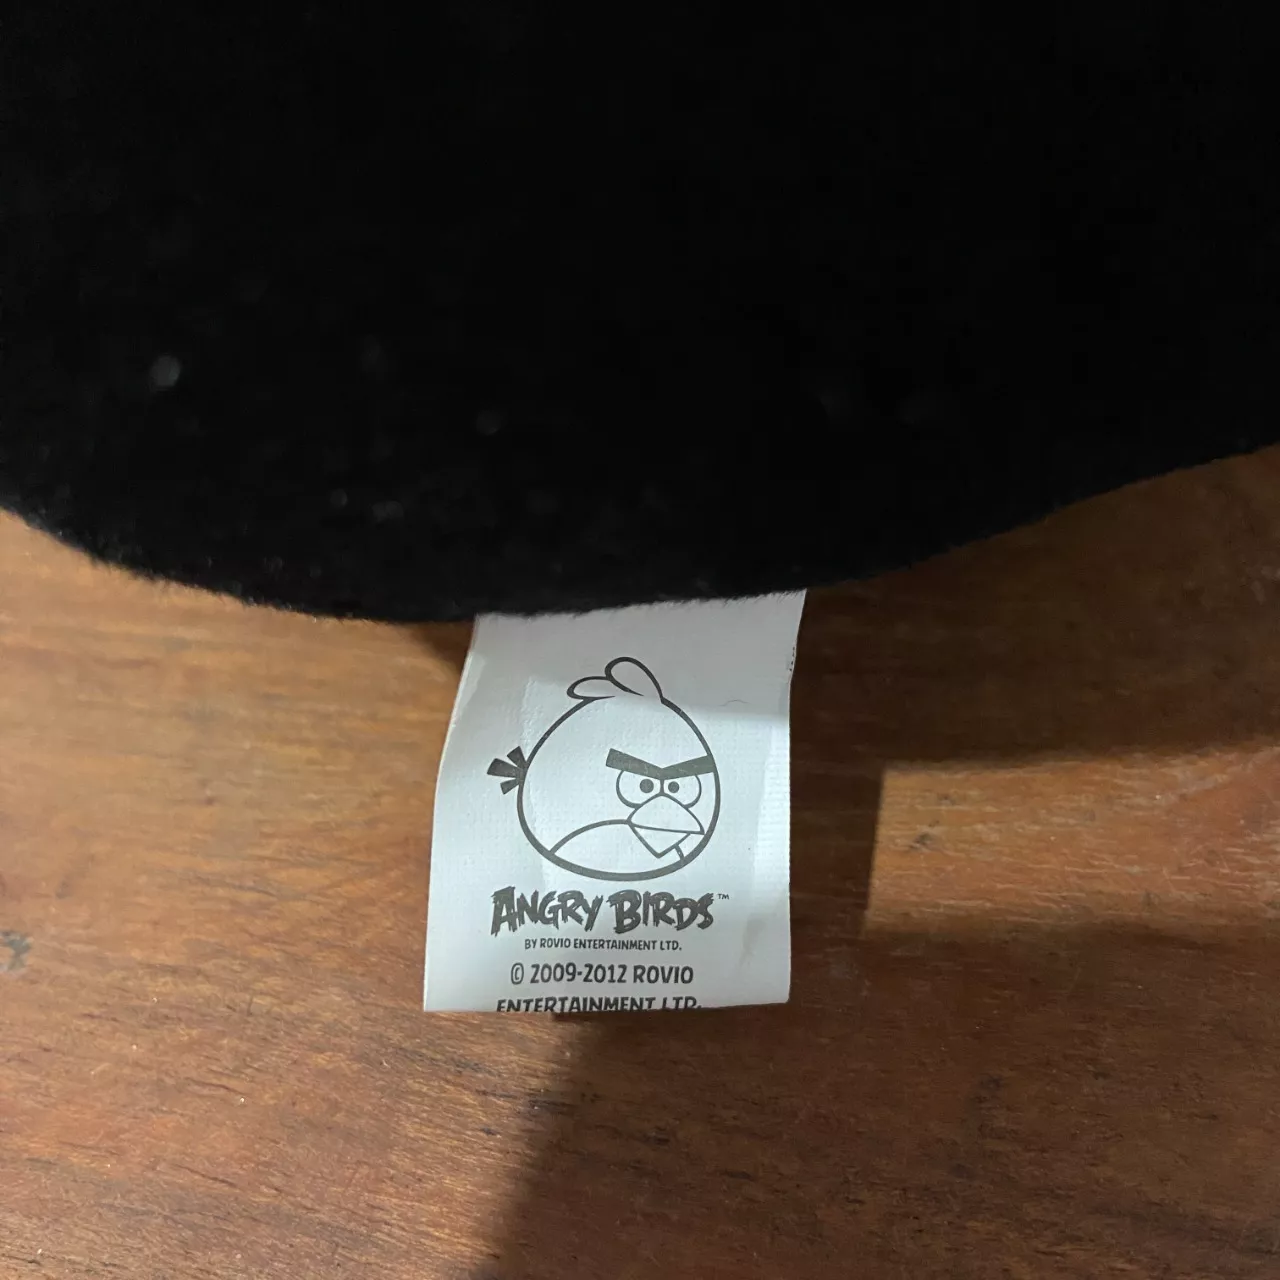 ANGRY BIRDS™
BY ROVIO ENTERTAINMENT LTD.
© 2009-2012 ROVIO
ENTERTAINMENT LTD.